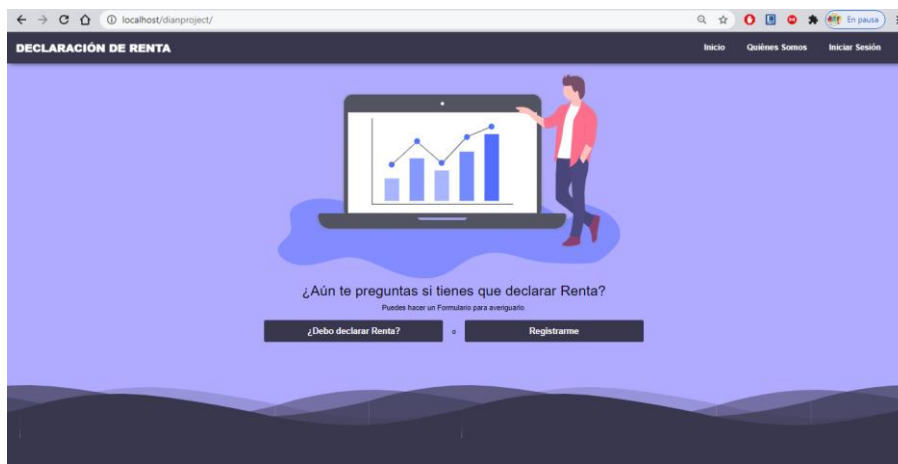 localhost/dianproject/
En pausa
DECLARACIÓN DE RENTA
Inicio
Quiénes Somos
Iniciar Sesión
¿Aún te preguntas si tienes que declarar Renta?
Puedes hacer un Formulario para averiguarlo.
¿Debo declarar Renta?
o
Registrarme